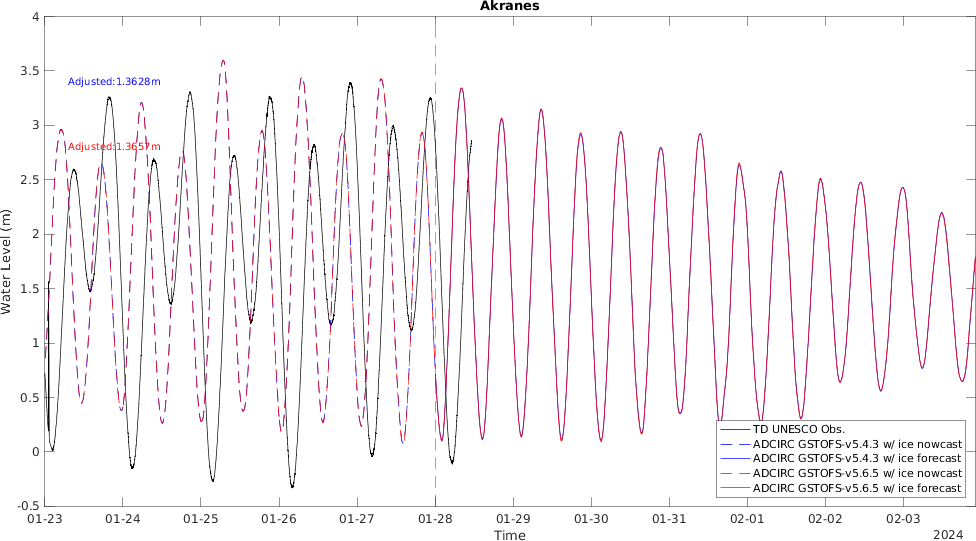 Akranes
4
3.5
3
2.5
2
1.5
1
0.5
0
-0.5
Water Level (m)
Adjusted:1.3628m
Adjusted:1.3657m
TD UNESCO Obs.
ADCIRC GSTOFS-v5.4.3 w/ ice nowcast
ADCIRC GSTOFS-v5.4.3 w/ ice forecast
ADCIRC GSTOFS-v5.6.5 w/ ice nowcast
ADCIRC GSTOFS-v5.6.5 w/ ice forecast
01-23 01-24 01-25 01-26 01-27 01-28 01-29 01-30 01-31 02-01 02-02 02-03
Time
2024